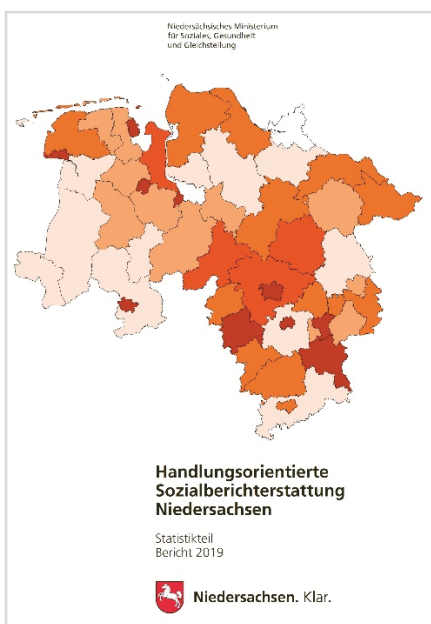 Niedersächsisches Ministerium
für Soziales, Gesundheit
und Gleichstellung
Handlungsorientierte
Sozialberichterstattung
Niedersachsen
Statistikteil
Bericht 2019
Niedersachsen. Klar.